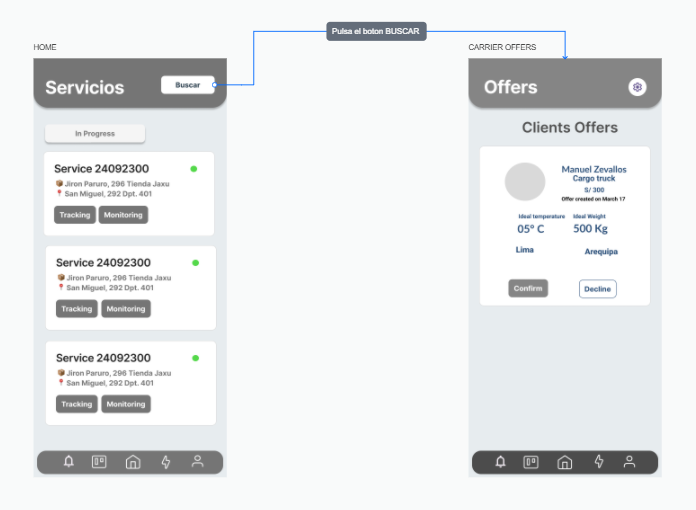 Pulsa el boton BUSCAR
HOME
Servicios
Buscar
In Progress
Service 24092300
Jiron Paruro, 296 Tienda Jaxu
San Miguel, 292 Dpt. 401
Tracking Monitoring
Service 24092300
Jiron Paruro, 296 Tienda Jaxu
San Miguel, 292 Dpt. 401
Tracking Monitoring
Service 24092300
Jiron Paruro, 296 Tienda Jaxu
San Miguel, 292 Dpt. 401
Tracking Monitoring
CARRIER OFFERS
Offers
Clients Offers
Manuel Zevallos
Cargo truck
S/ 300
Offer created on March 17
Ideal temperature Ideal Weight
05° C 500 Kg
Lima Arequipa
Confirm Decline